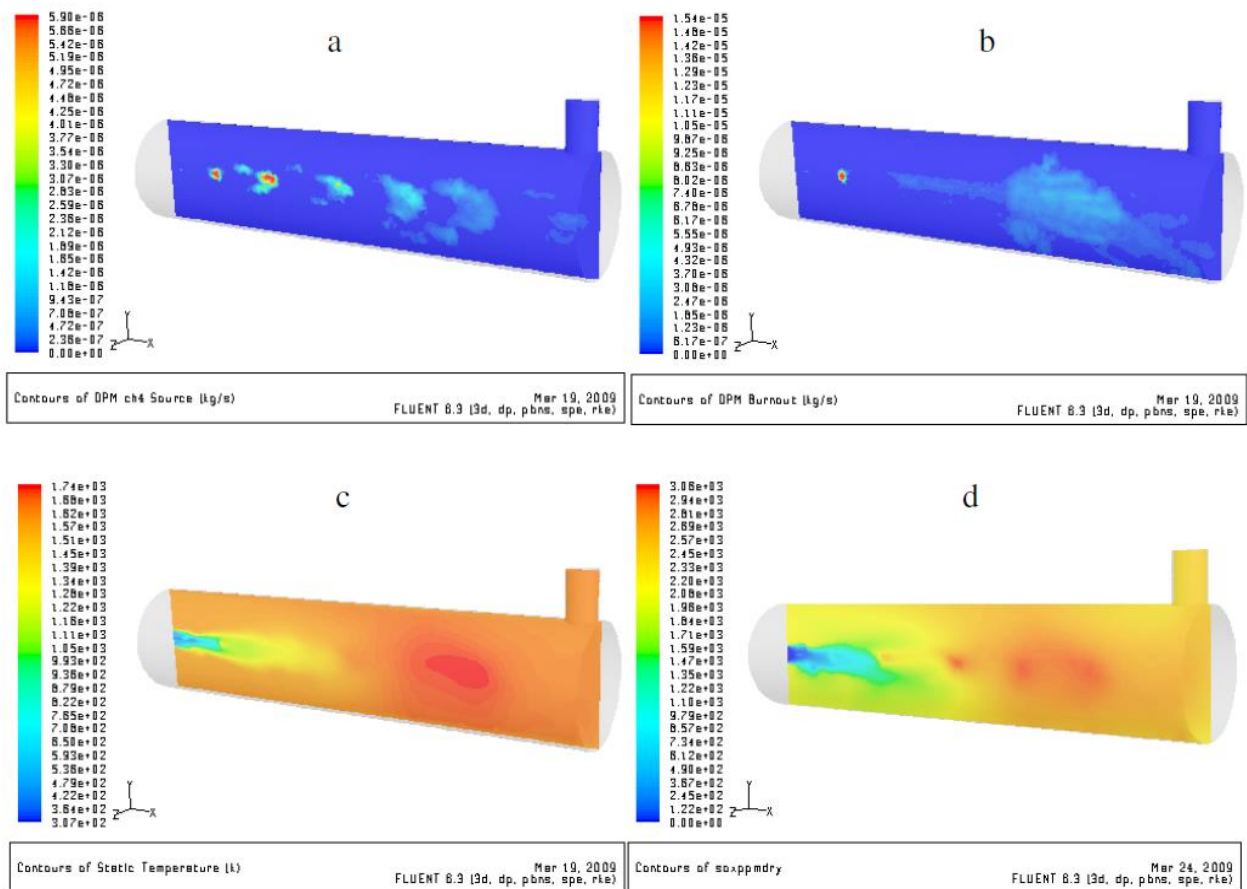 a
5.90e-06
5.66e-06
5.42e-06
5.19e-06
4.95e-06
4.72e-06
4.48e-06
4.25e-06
4.01e-06
3.77e-06
3.54e-06
3.30e-06
3.07e-06
2.83e-06
2.59e-06
2.36e-06
2.12e-06
1.89e-06
1.65e-06
1.42e-06
1.18e-06
9.43e-07
7.08e-07
4.72e-07
2.36e-07
0.00e+00
Y
Z X
Contours of DPM ch4 Source (kg/s)
Mar 19, 2009
FLUENT 6.3 (3d, dp, pbns, spe, rke)
b
1.54e-05
1.48e-05
1.42e-05
1.36e-05
1.29e-05
1.23e-05
1.17e-05
1.11e-05
1.05e-05
9.87e-06
9.25e-06
8.63e-06
8.02e-06
7.40e-06
6.78e-06
6.17e-06
5.55e-06
4.93e-06
4.32e-06
3.70e-06
3.08e-06
2.47e-06
1.85e-06
1.23e-06
6.17e-07
0.00e+00
Y
Z X
Contours of DPM Burnout (kg/s)
Mar 19, 2009
FLUENT 6.3 (3d, dp, pbns, spe, rke)
c
1.74e+03
1.68e+03
1.62e+03
1.57e+03
1.51e+03
1.45e+03
1.39e+03
1.34e+03
1.28e+03
1.22e+03
1.16e+03
1.11e+03
1.05e+03
9.93e+02
9.36e+02
8.79e+02
8.22e+02
7.65e+02
7.08e+02
6.50e+02
5.93e+02
5.36e+02
4.79e+02
4.22e+02
3.64e+02
3.07e+02
Y
Z X
Contours of Static Temperature (k)
Mar 19, 2009
FLUENT 6.3 (3d, dp, pbns, spe, rke)
d
3.06e+03
2.94e+03
2.81e+03
2.69e+03
2.57e+03
2.45e+03
2.33e+03
2.20e+03
2.08e+03
1.96e+03
1.84e+03
1.71e+03
1.59e+03
1.47e+03
1.35e+03
1.22e+03
1.10e+03
9.79e+02
8.57e+02
7.34e+02
6.12e+02
4.90e+02
3.67e+02
2.45e+02
1.22e+02
0.00e+00
Y
Z X
Contours of soxppmdry
Mar 24, 2009
FLUENT 6.3 (3d, dp, pbns, spe, rke)